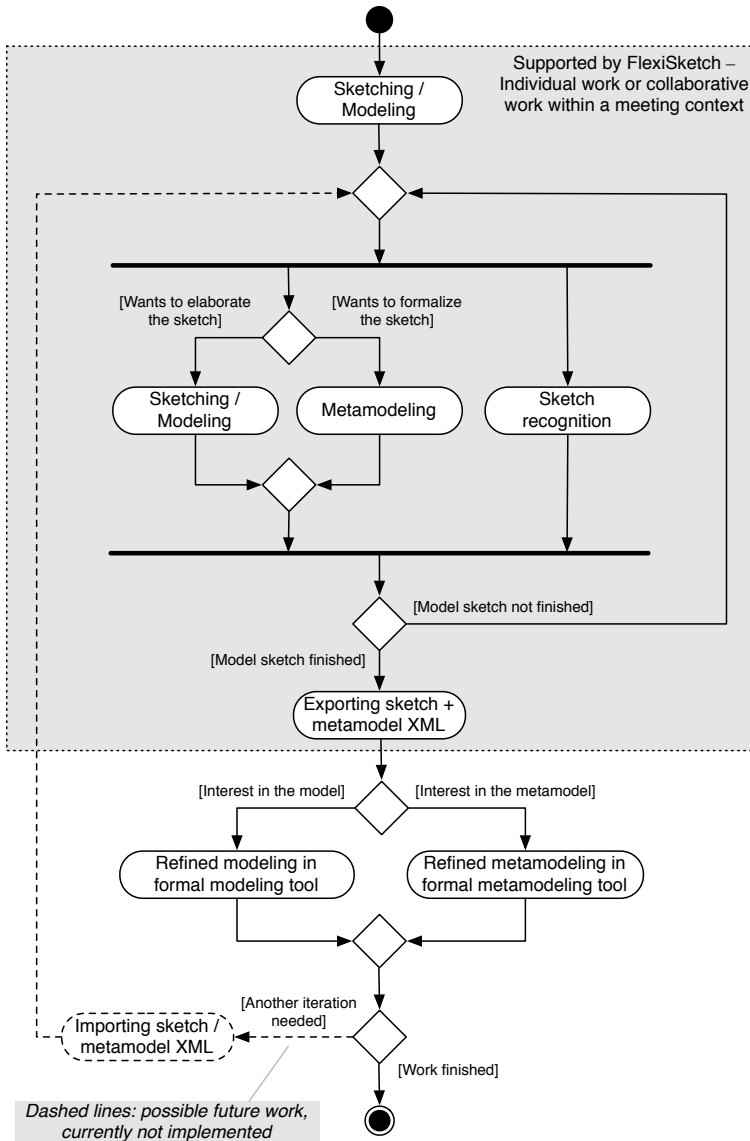 Supported by FlexiSketch –
Individual work or collaborative
work within a meeting context
Sketching /
Modeling
[Wants to elaborate
the sketch]
[Wants to formalize
the sketch]
Sketching /
Modeling
Metamodeling
Sketch
recognition
[Model sketch not finished]
[Model sketch finished]
Exporting sketch +
metamodel XML
[Interest in the model]
[Interest in the metamodel]
Refined modeling in
formal modeling tool
Refined metamodeling in
formal metamodeling tool
[Another iteration
needed]
Importing sketch /
metamodel XML
[Work finished]
Dashed lines: possible future work,
currently not implemented